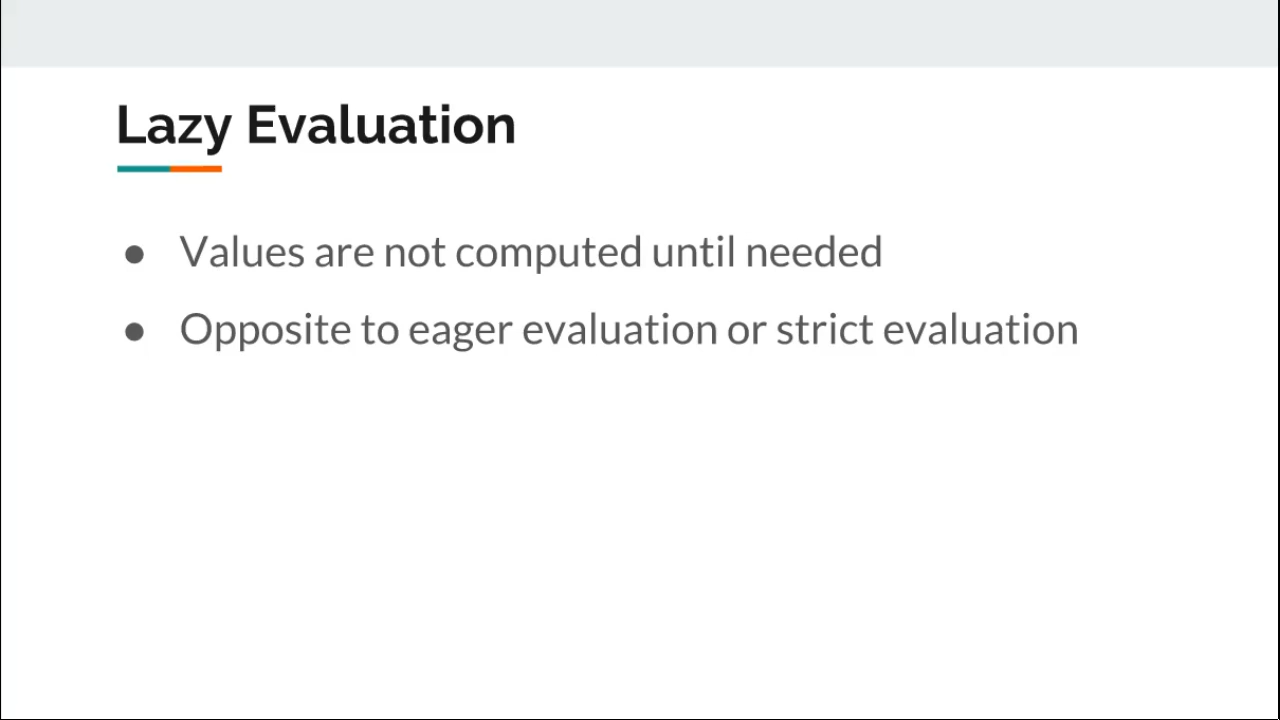 Lazy Evaluation
● Values are not computed until needed
● Opposite to eager evaluation or strict evaluation